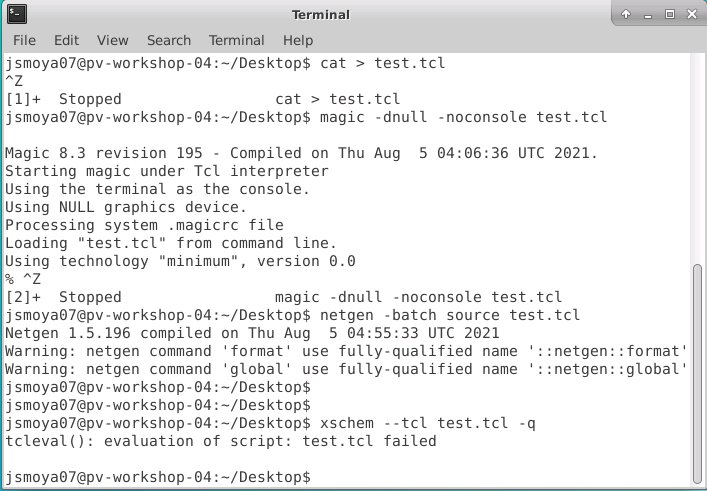 Terminal
File Edit View Search Terminal Help
jsmoya07@pv-workshop-04:~/Desktop$ cat > test.tcl
^Z
[1]+  Stopped                 cat > test.tcl
jsmoya07@pv-workshop-04:~/Desktop$ magic -dnull -noconsole test.tcl

Magic 8.3 revision 195 - Compiled on Thu Aug  5 04:06:36 UTC 2021.
Starting magic under Tcl interpreter
Using the terminal as the console.
Using NULL graphics device.
Processing system .magicrc file
Loading "test.tcl" from command line.
Using technology "minimum", version 0.0
% ^Z
[2]+  Stopped                 magic -dnull -noconsole test.tcl
jsmoya07@pv-workshop-04:~/Desktop$ netgen -batch source test.tcl
Netgen 1.5.196 compiled on Thu Aug  5 04:55:33 UTC 2021
Warning: netgen command 'format' use fully-qualified name '::netgen::format'
Warning: netgen command 'global' use fully-qualified name '::netgen::global'
jsmoya07@pv-workshop-04:~/Desktop$
jsmoya07@pv-workshop-04:~/Desktop$
jsmoya07@pv-workshop-04:~/Desktop$ xschem --tcl test.tcl -q
tcleval(): evaluation of script: test.tcl failed

jsmoya07@pv-workshop-04:~/Desktop$